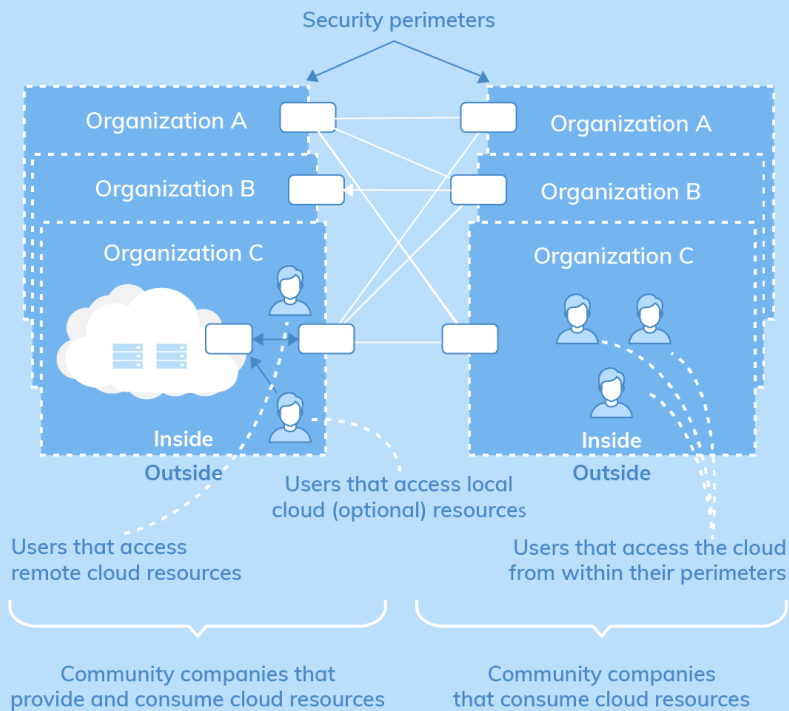 Security perimeters
Organization A
Organization B
Organization C
Inside
Outside
Organization A
Organization B
Organization C
Inside
Outside
Users that access local
cloud (optional) resources
Users that access
remote cloud resources
Users that access the cloud
from within their perimeters
Community companies that
provide and consume cloud resources
Community companies
that consume cloud resources